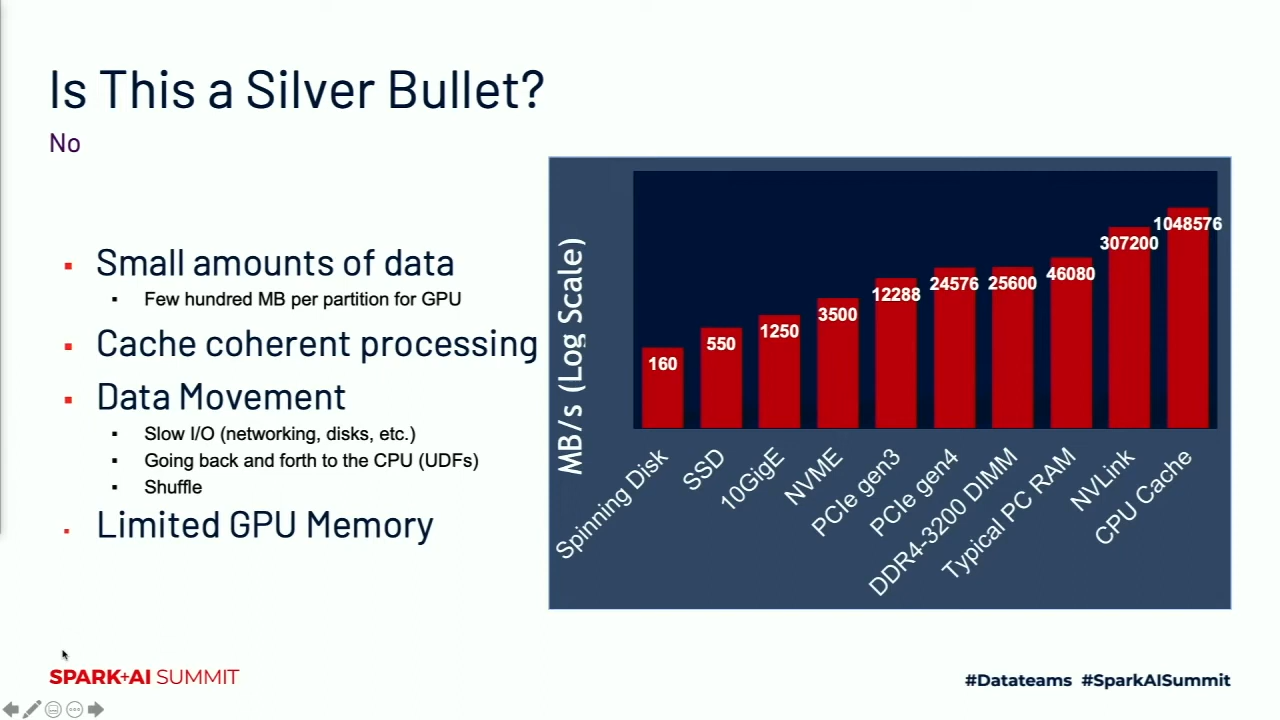 Is This a Silver Bullet?
No
Small amounts of data
Few hundred MB per partition for GPU
Cache coherent processing
Data Movement
Slow I/O (networking, disks, etc.)
Going back and forth to the CPU (UDFs)
Shuffle
Limited GPU Memory
MB/s (Log Scale)
160
550
1250
3500
12288
24576
25600
46080
307200
1048576
Spinning Disk
SSD
10GigE
NVME
PCIe gen3
PCIe gen4
DDR4-3200 DIMM
Typical PC RAM
NVLink
CPU Cache
SPARK+AI SUMMIT
#Datateams #SparkAISummit